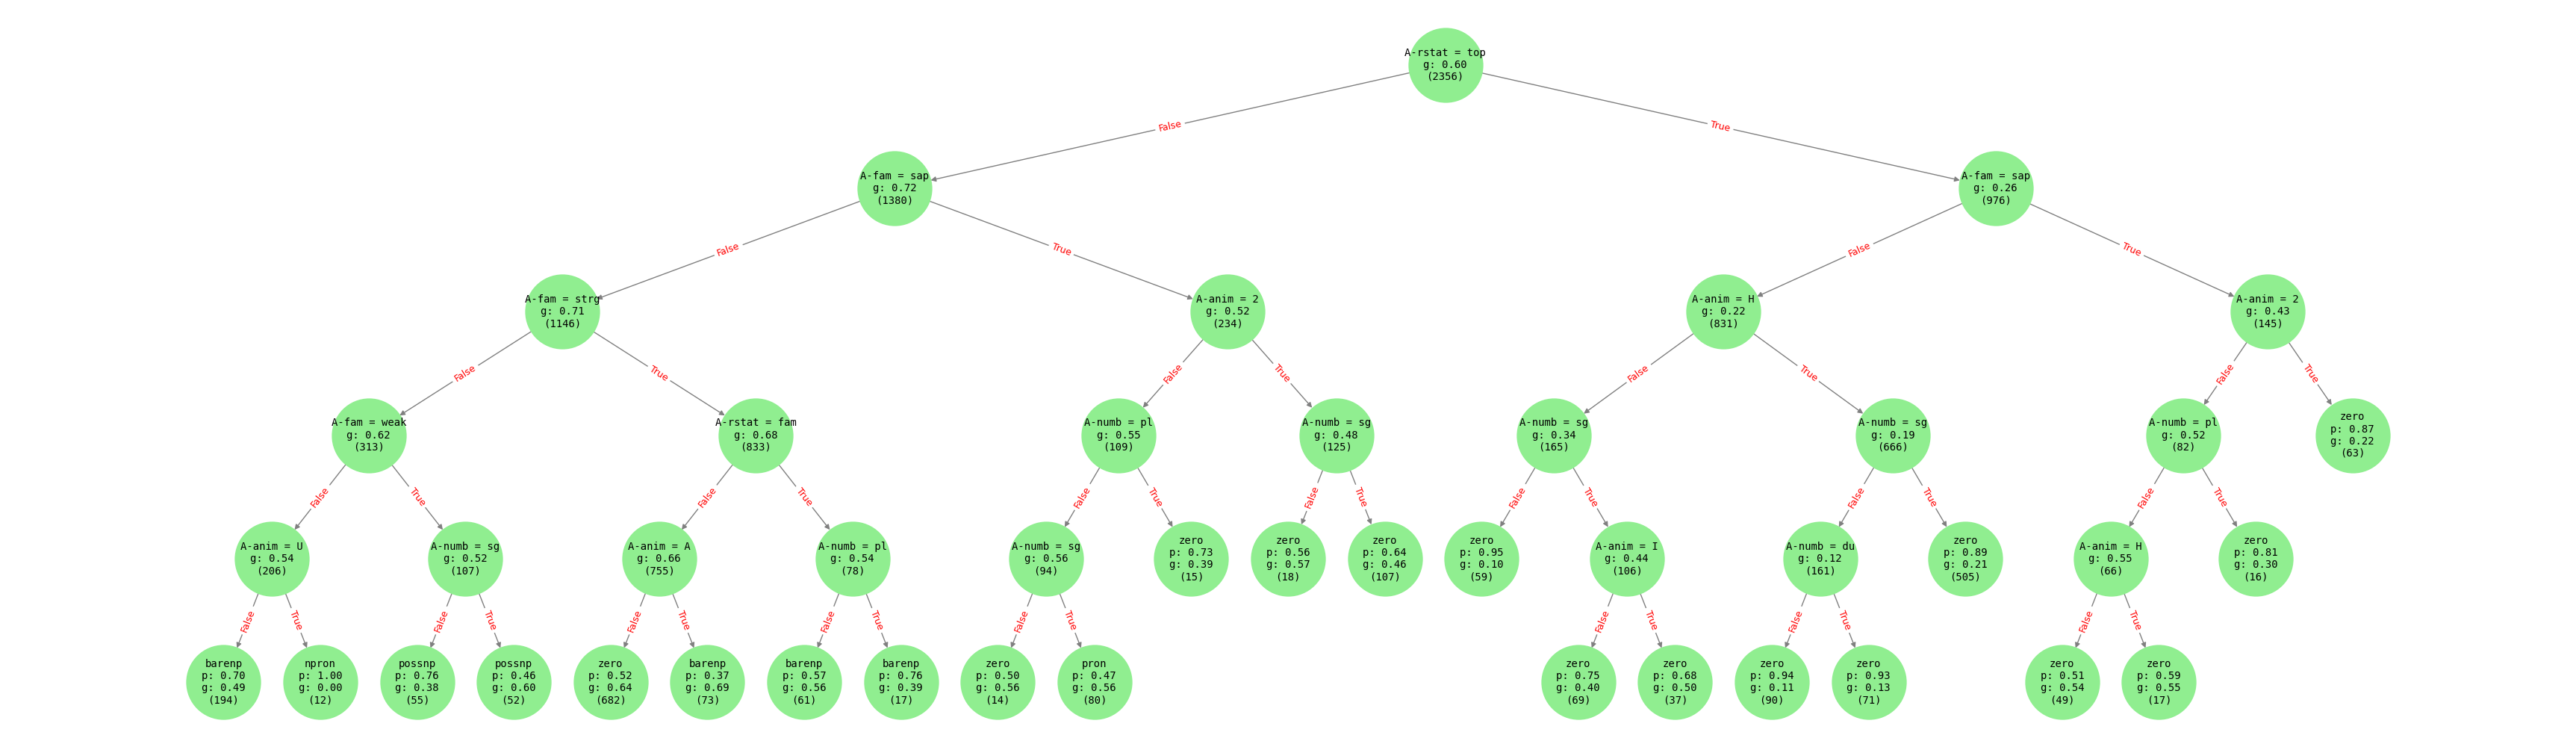 A-rstat = top
g: 0.60
(2356)
False
True
A-fam = sap
g: 0.72
(1380)
A-fam = sap
g: 0.26
(976)
False
True
False
True
A-fam = strg
g: 0.71
(1146)
A-anim = 2
g: 0.52
(234)
A-anim = H
g: 0.22
(831)
A-anim = 2
g: 0.43
(145)
False
True
False
True
False
True
False
True
A-fam = weak
g: 0.62
(313)
A-rstat = fam
g: 0.68
(833)
A-numb = pl
g: 0.55
(109)
A-numb = sg
g: 0.48
(125)
A-numb = sg
g: 0.34
(165)
A-numb = sg
g: 0.19
(666)
A-numb = pl
g: 0.52
(82)
zero
p: 0.87
g: 0.22
(63)
False
True
False
True
False
True
False
True
False
True
False
True
False
True
A-anim = U
g: 0.54
(206)
A-numb = sg
g: 0.52
(107)
A-anim = A
g: 0.66
(755)
A-numb = pl
g: 0.54
(78)
A-numb = sg
g: 0.56
(94)
zero
p: 0.73
g: 0.39
(15)
zero
p: 0.56
g: 0.57
(18)
zero
p: 0.64
g: 0.46
(107)
zero
p: 0.95
g: 0.10
(59)
A-anim = I
g: 0.44
(106)
A-numb = du
g: 0.12
(161)
zero
p: 0.89
g: 0.21
(505)
A-anim = H
g: 0.55
(66)
zero
p: 0.81
g: 0.30
(16)
False
True
False
True
False
True
False
True
False
True
False
True
False
True
False
True
barenp
p: 0.70
g: 0.49
(194)
npron
p: 1.00
g: 0.00
(12)
possnp
p: 0.76
g: 0.38
(55)
possnp
p: 0.46
g: 0.60
(52)
zero
p: 0.52
g: 0.64
(682)
barenp
p: 0.37
g: 0.69
(73)
barenp
p: 0.57
g: 0.56
(61)
barenp
p: 0.76
g: 0.39
(17)
zero
p: 0.50
g: 0.56
(14)
pron
p: 0.47
g: 0.56
(80)
zero
p: 0.75
g: 0.40
(69)
zero
p: 0.68
g: 0.50
(37)
zero
p: 0.94
g: 0.11
(90)
zero
p: 0.93
g: 0.13
(71)
zero
p: 0.51
g: 0.54
(49)
zero
p: 0.59
g: 0.55
(17)